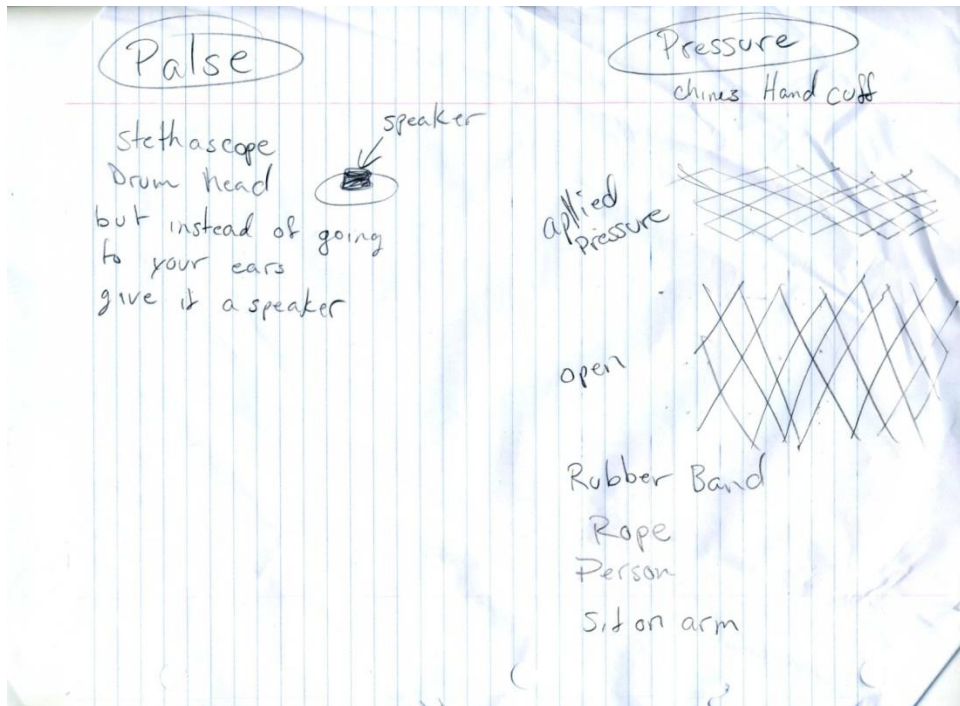 Palse
stethascope
Drum head
but instead of going
to your ears
give it a speaker
speaker
Pressure
chines Hand cuff
apllied
pressure
open
Rubber Band
Rope
Person
Sit on arm